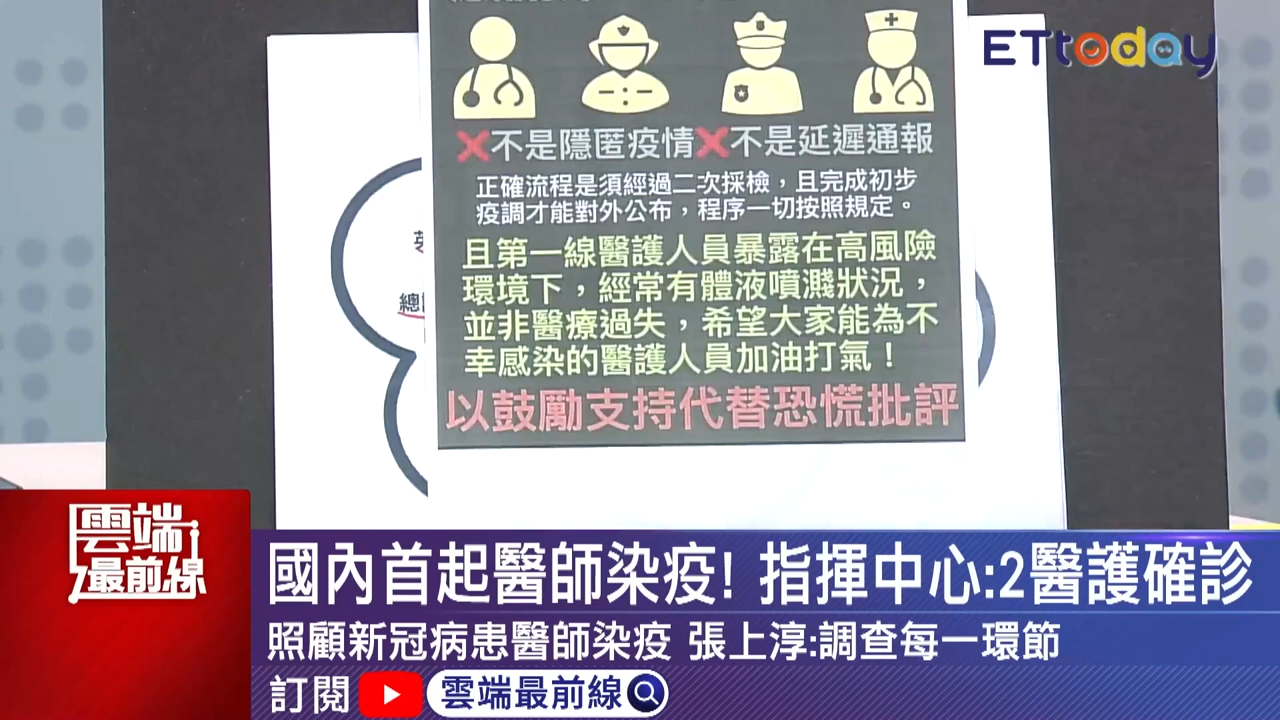 ETtoday
❌不是隱匿疫情❌不是延遲通報
正確流程是須經過二次採檢，且完成初步
疫調才能對外公布，程序一切按照規定。
且第一線醫護人員暴露在高風險
環境下，經常有體液噴濺狀況，
並非醫療過失，希望大家能為不
幸感染的醫護人員加油打氣！
以鼓勵支持代替恐慌批評
總
雲端
最前線
國內首起醫師染疫! 指揮中心:2醫護確診
照顧新冠病患醫師染疫 張上淳:調查每一環節
訂閱 雲端最前線